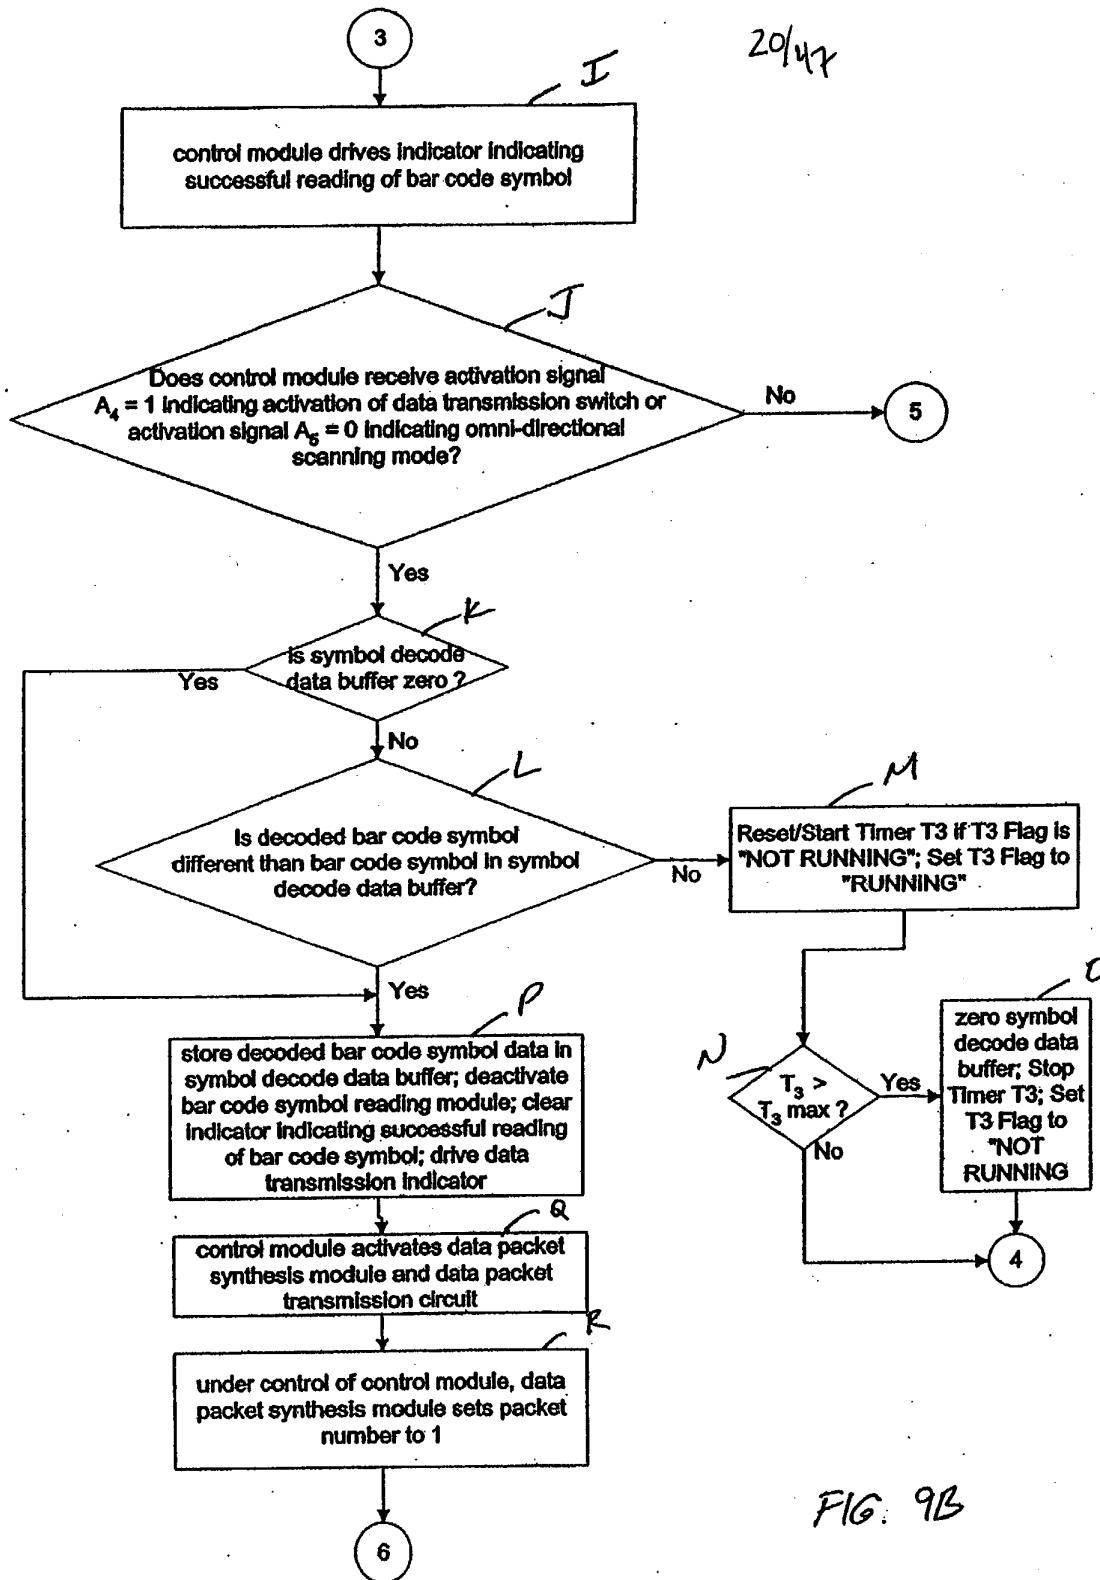 3
20/47
I
control module drives indicator indicating
successful reading of bar code symbol
J
Does control module receive activation signal
A4 = 1 indicating activation of data transmission switch or
activation signal A5 = 0 indicating omni-directional
scanning mode?
No
5
Yes
K
Is symbol decode
data buffer zero ?
Yes
No
L
Is decoded bar code symbol
different than bar code symbol in symbol
decode data buffer?
No
M
Reset/Start Timer T3 if T3 Flag is
"NOT RUNNING"; Set T3 Flag to
"RUNNING"
Yes
N
T3 >
T3 max ?
Yes
No
O
zero symbol
decode data
buffer; Stop
Timer T3; Set
T3 Flag to
"NOT
RUNNING
4
P
store decoded bar code symbol data in
symbol decode data buffer; deactivate
bar code symbol reading module; clear
indicator indicating successful reading
of bar code symbol; drive data
transmission indicator
Q
control module activates data packet
synthesis module and data packet
transmission circuit
R
under control of control module, data
packet synthesis module sets packet
number to 1
6
FIG. 9B